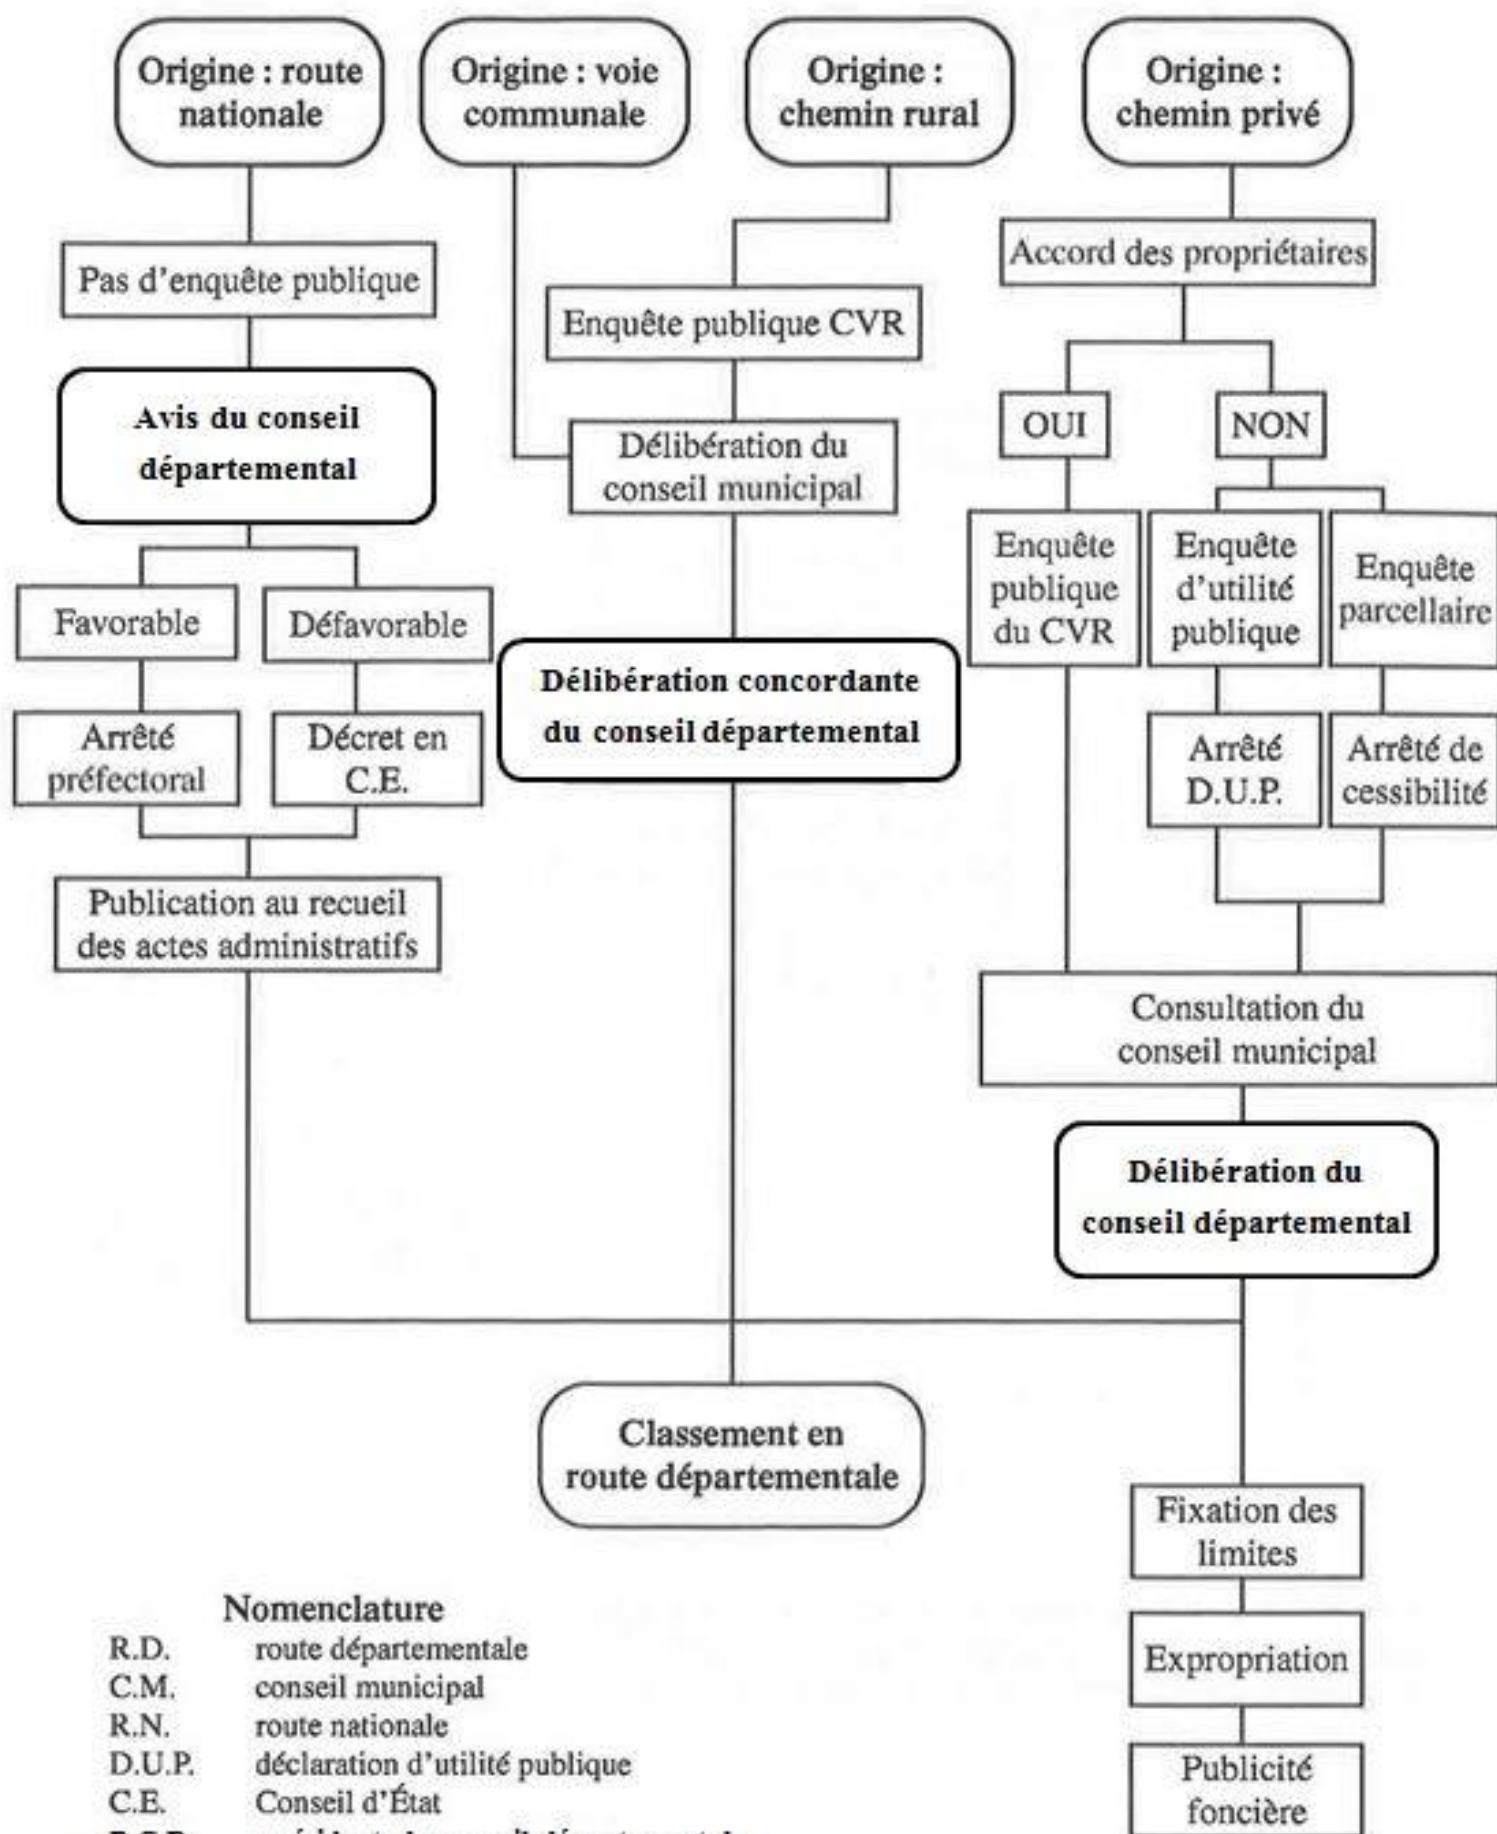 Origine : route
nationale
Origine : voie
communale
Origine :
chemin rural
Origine :
chemin privé
Pas d'enquête publique
Enquête publique CVR
Accord des propriétaires
Avis du conseil
départemental
Délibération du
conseil municipal
OUI
NON
Favorable
Défavorable
Enquête
publique
du CVR
Enquête
d'utilité
publique
Enquête
parcellaire
Délibération concordante
du conseil départemental
Arrêté
préfectoral
Décret en
C.E.
Arrêté
D.U.P.
Arrêté de
cessibilité
Publication au recueil
des actes administratifs
Consultation du
conseil municipal
Délibération du
conseil départemental
Classement en
route départementale
Fixation des
limites
Expropriation
Publicité
foncière
Nomenclature
R.D. route départementale
C.M. conseil municipal
R.N. route nationale
D.U.P. déclaration d'utilité publique
C.E. Conseil d'État